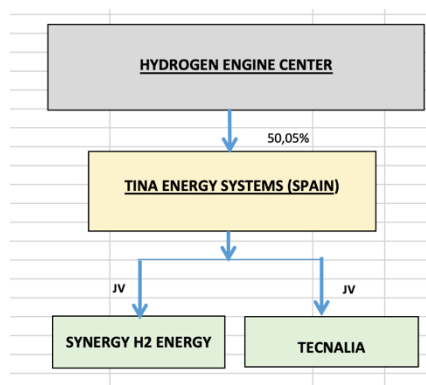 HYDROGEN ENGINE CENTER
50,05%
TINA ENERGY SYSTEMS (SPAIN)
JV
JV
SYNERGY H2 ENERGY
TECNALIA